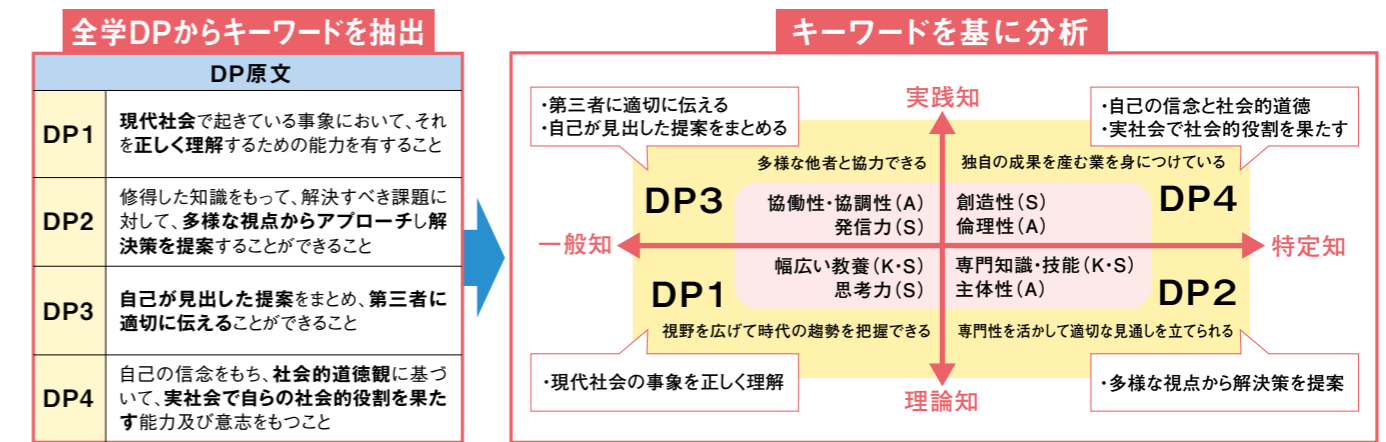 全学DPからキーワードを抽出
DP原文
DP1
現代社会で起きている事象において、それ
を正しく理解するための能力を有すること
DP2
修得した知識をもって、解決すべき課題に
対して、多様な視点からアプローチし解
決策を提案することができること
DP3
自己が見出した提案をまとめ、第三者に
適切に伝えることができること
DP4
自己の信念をもち、社会的道徳観に基づ
いて、実社会で自らの社会的役割を果た
す能力及び意志をもつこと
キーワードを基に分析
・第三者に適切に伝える
・自己が見出した提案をまとめる
実践知
・自己の信念と社会的道徳
・実社会で社会的役割を果たす
多様な他者と協力できる
独自の成果を産む業を身につけている
DP3
協働性・協調性（A）
発信力（S）
創造性（S）
倫理性（A）
DP4
一般知
特定知
DP1
幅広い教養（K・S）
思考力（S）
専門知識・技能（K・S）
主体性（A）
DP2
視野を広げて時代の趨勢を把握できる
専門性を活かして適切な見通しを立てられる
・現代社会の事象を正しく理解
理論知
・多様な視点から解決策を提案